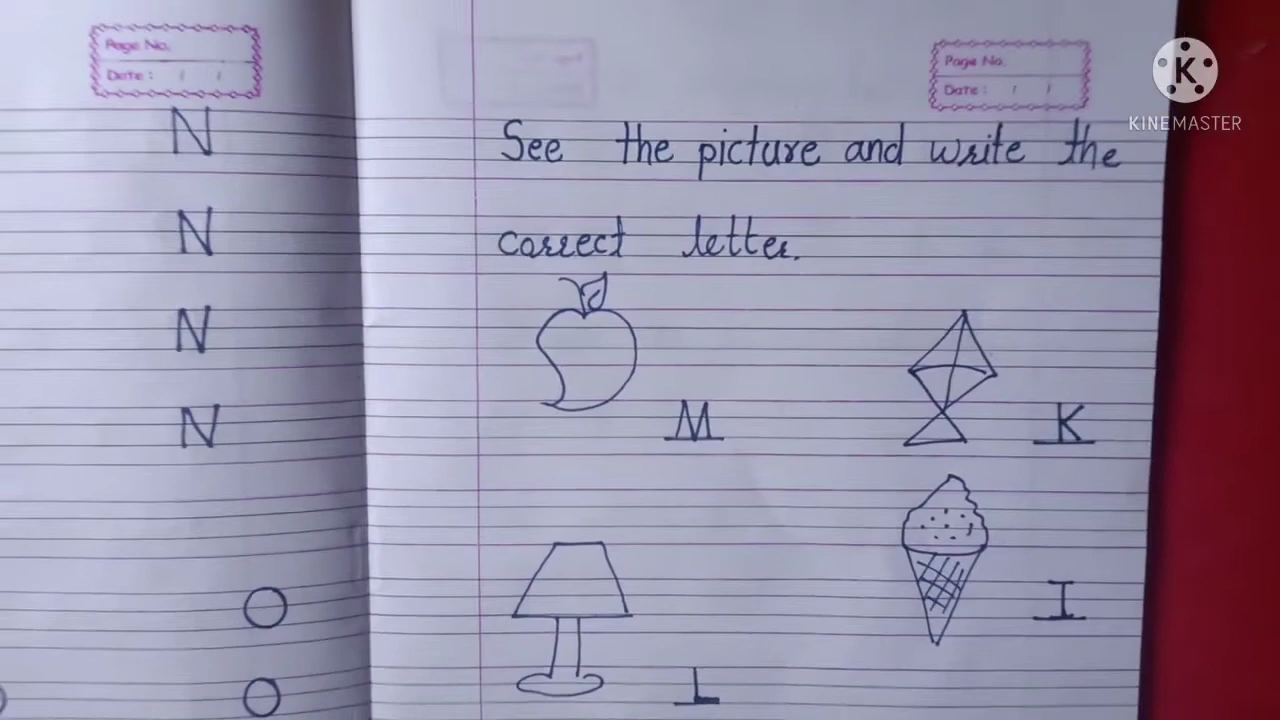 Page No.
Date : / /
N
N
N
N
O
O
Page No.
Date : / /
K
KINEMASTER
See the picture and write the
correct letter.
M
K
I
L